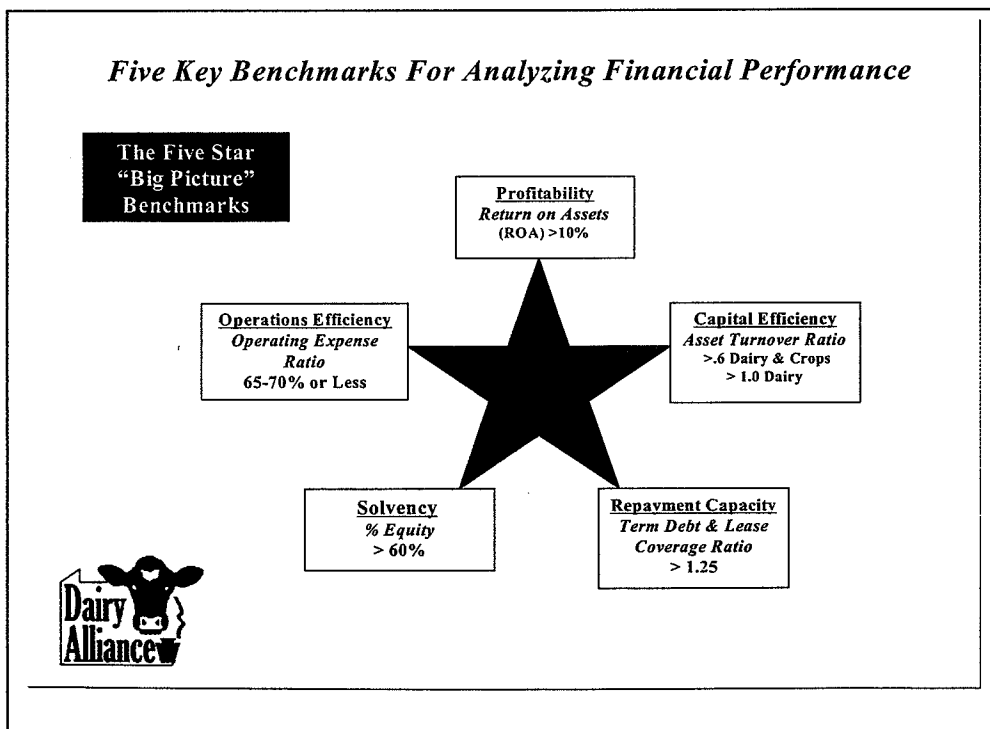 Five Key Benchmarks For Analyzing Financial Performance
The Five Star
“Big Picture”
Benchmarks
Profitability
Return on Assets
(ROA) >10%
Operations Efficiency
Operating Expense
Ratio
65-70% or Less
Capital Efficiency
Asset Turnover Ratio
>.6 Dairy & Crops
> 1.0 Dairy
Solvency
% Equity
> 60%
Repayment Capacity
Term Debt & Lease
Coverage Ratio
> 1.25
Dairy
Alliance